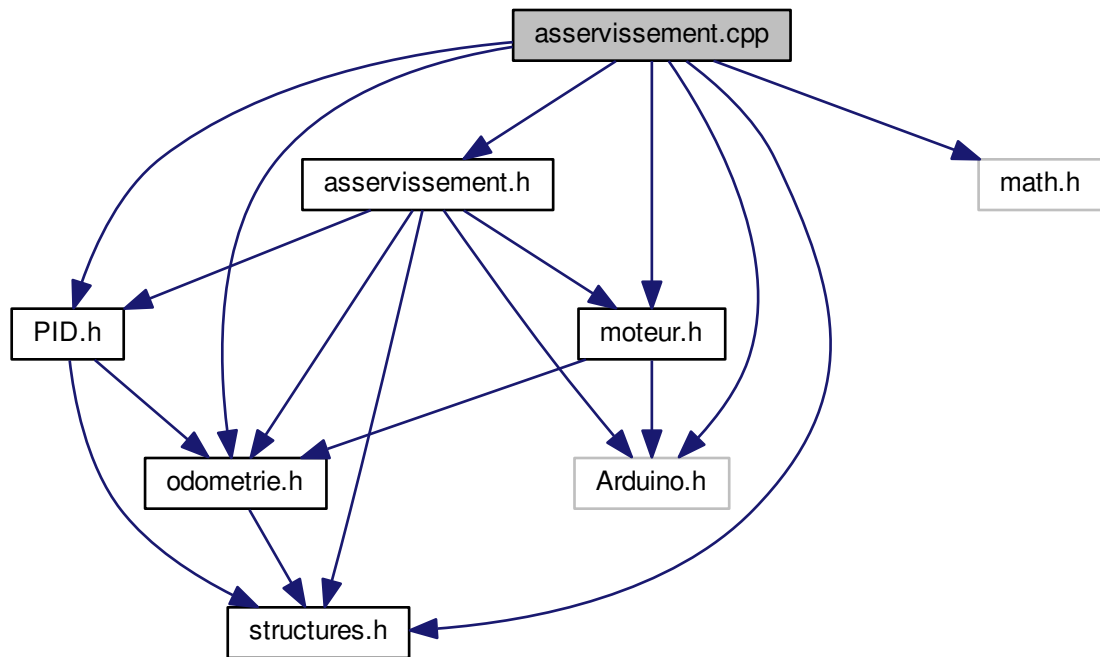 asservissement.cpp
asservissement.h
math.h
PID.h
moteur.h
odometrie.h
Arduino.h
structures.h